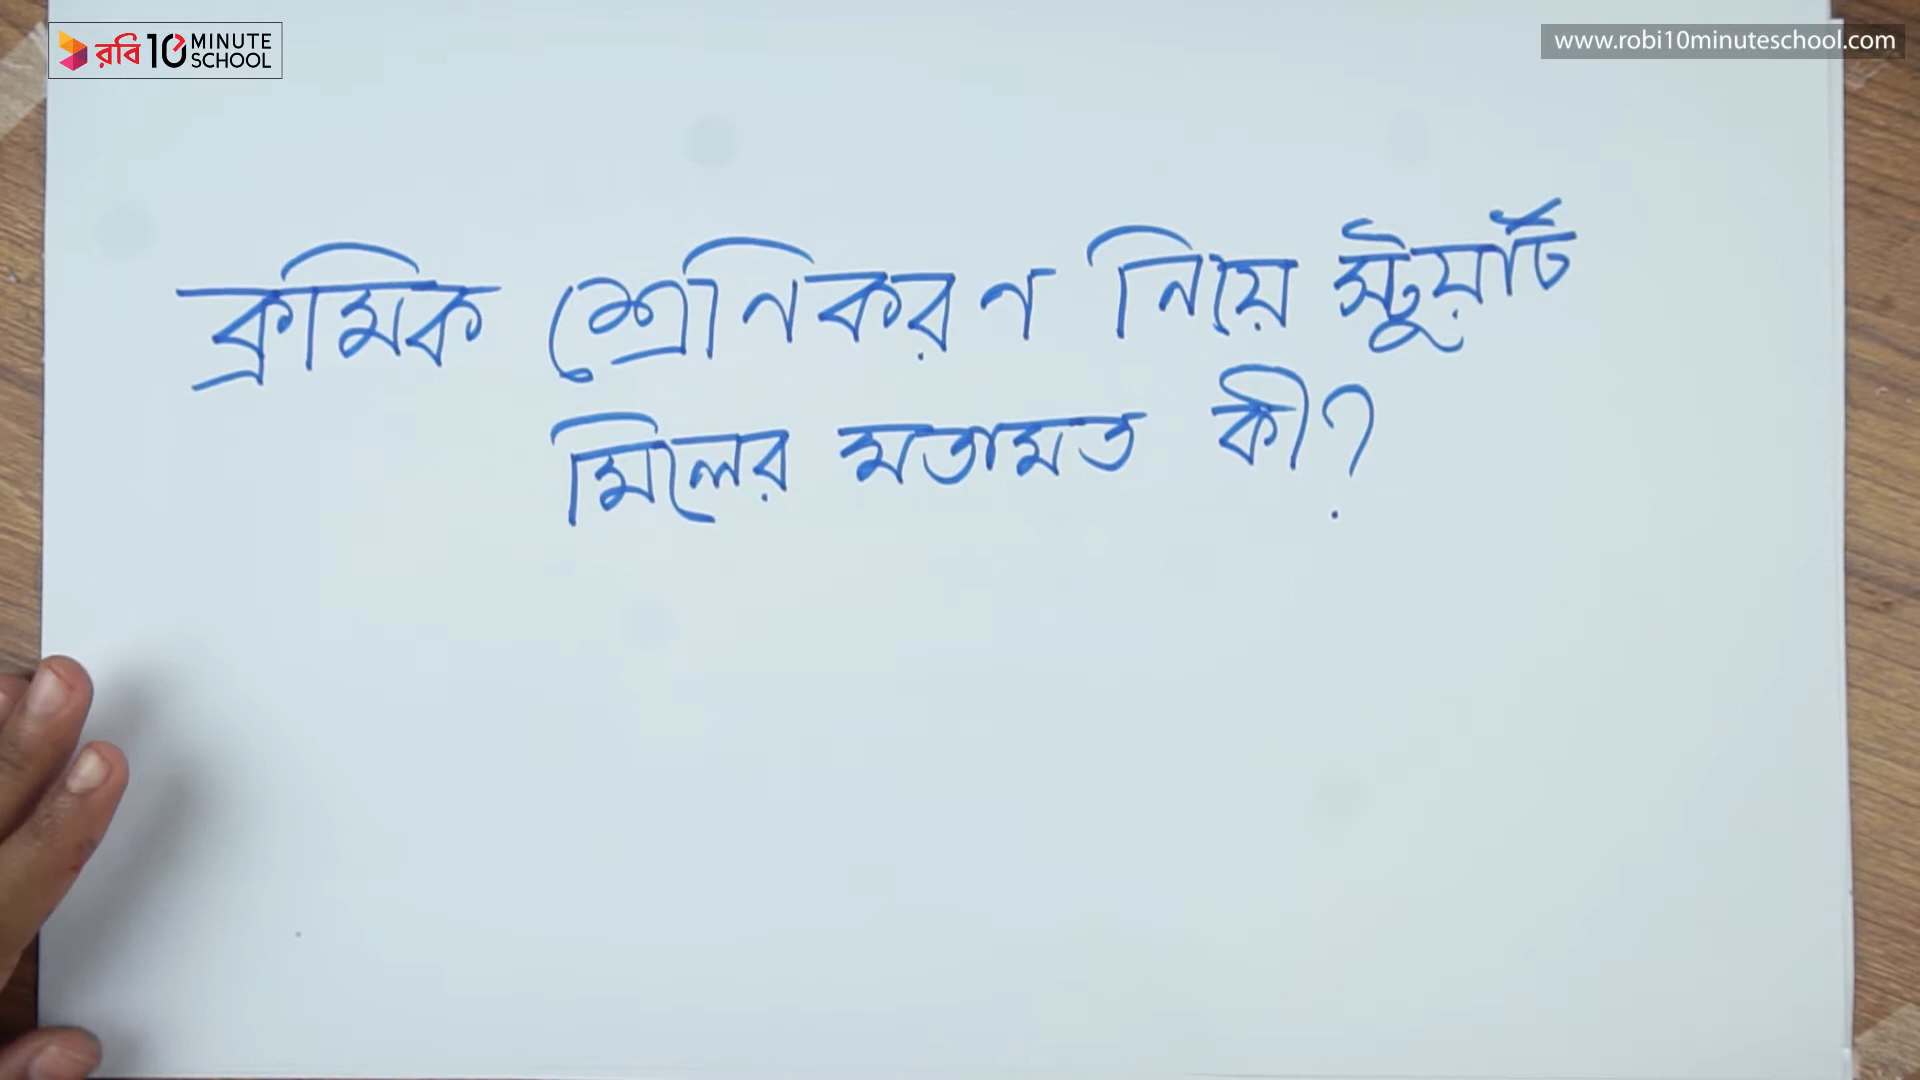 রবি 10 MINUTE SCHOOL
www.robi10minuteschool.com
ক্রমিক শ্রেণিকরণ নিয়ে স্টুয়ার্ট
মিলের মতামত কী?